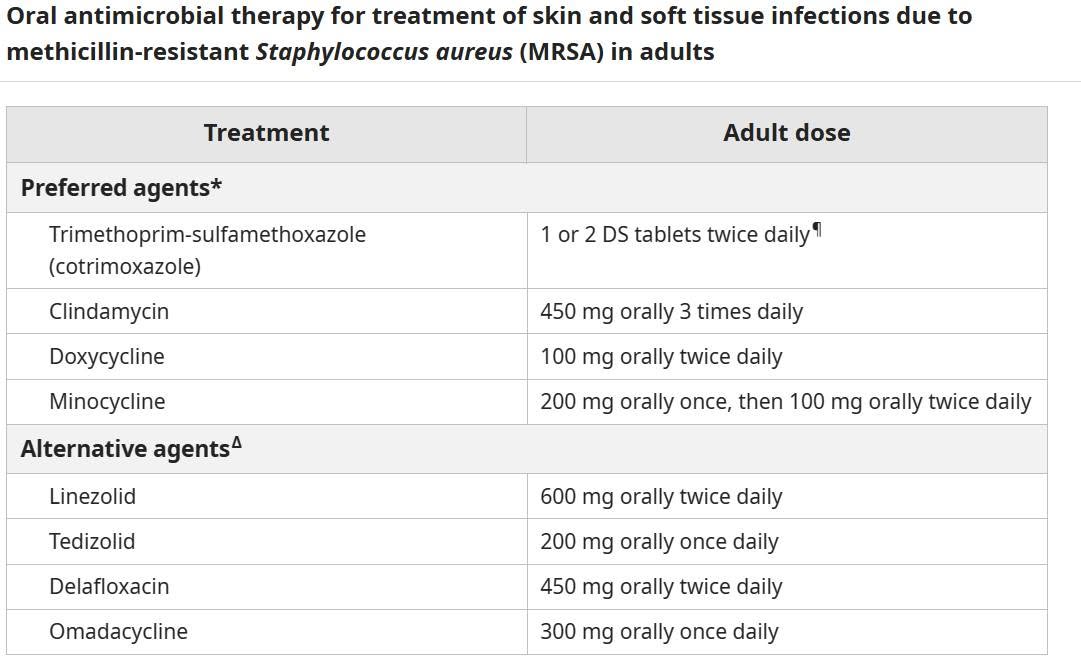 Oral antimicrobial therapy for treatment of skin and soft tissue infections due to
methicillin-resistant Staphylococcus aureus (MRSA) in adults
Treatment
Adult dose
Preferred agents*
Trimethoprim-sulfamethoxazole
(cotrimoxazole)
1 or 2 DS tablets twice daily¶
Clindamycin
450 mg orally 3 times daily
Doxycycline
100 mg orally twice daily
Minocycline
200 mg orally once, then 100 mg orally twice daily
Alternative agentsΔ
Linezolid
600 mg orally twice daily
Tedizolid
200 mg orally once daily
Delafloxacin
450 mg orally twice daily
Omadacycline
300 mg orally once daily